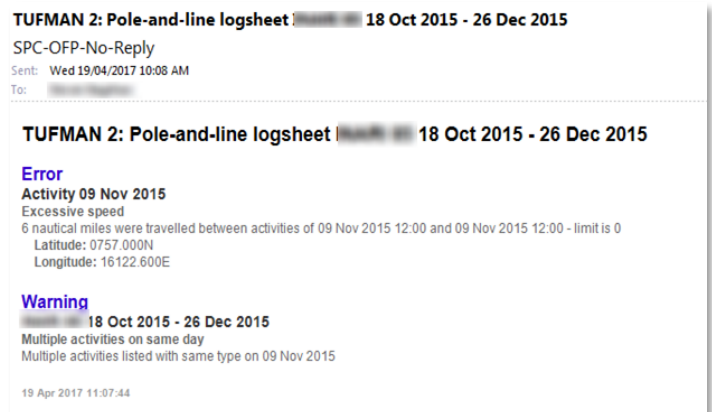 TUFMAN 2: Pole-and-line logsheet 18 Oct 2015 - 26 Dec 2015
SPC-OFP-No-Reply
Sent: Wed 19/04/2017 10:08 AM
To:
TUFMAN 2: Pole-and-line logsheet 18 Oct 2015 - 26 Dec 2015
Error
Activity 09 Nov 2015
Excessive speed
6 nautical miles were travelled between activities of 09 Nov 2015 12:00 and 09 Nov 2015 12:00 - limit is 0
Latitude: 0757.000N
Longitude: 16122.600E
Warning
18 Oct 2015 - 26 Dec 2015
Multiple activities on same day
Multiple activities listed with same type on 09 Nov 2015
19 Apr 2017 11:07:44